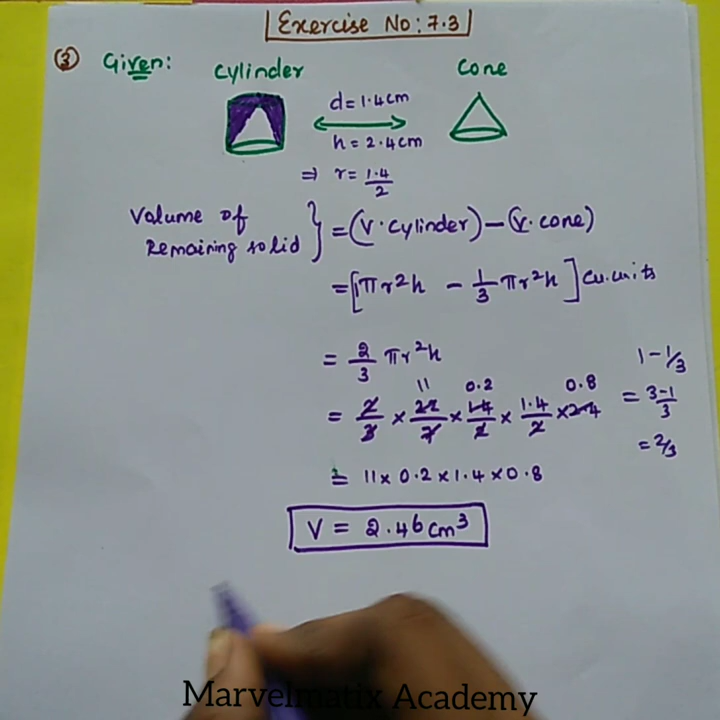 Exercise No: 7.3
③ Given: Cylinder Cone
d = 1.4cm
h = 2.4cm
⇒ r = 1.4/2
Volume of Remaining solid } = (V. Cylinder) − (V. cone)
= [πr²h − 1/3 πr²h] Cu.units
= 2/3 πr²h
1 − 1/3
11 0.2 0.8
= 2/3 × 22/7 × 1.4/2 × 1.4/2 × 2.4
= 3−1/3
= 2/3
= 11 × 0.2 × 1.4 × 0.8
V = 2.46 cm³
Marvelmatix Academy